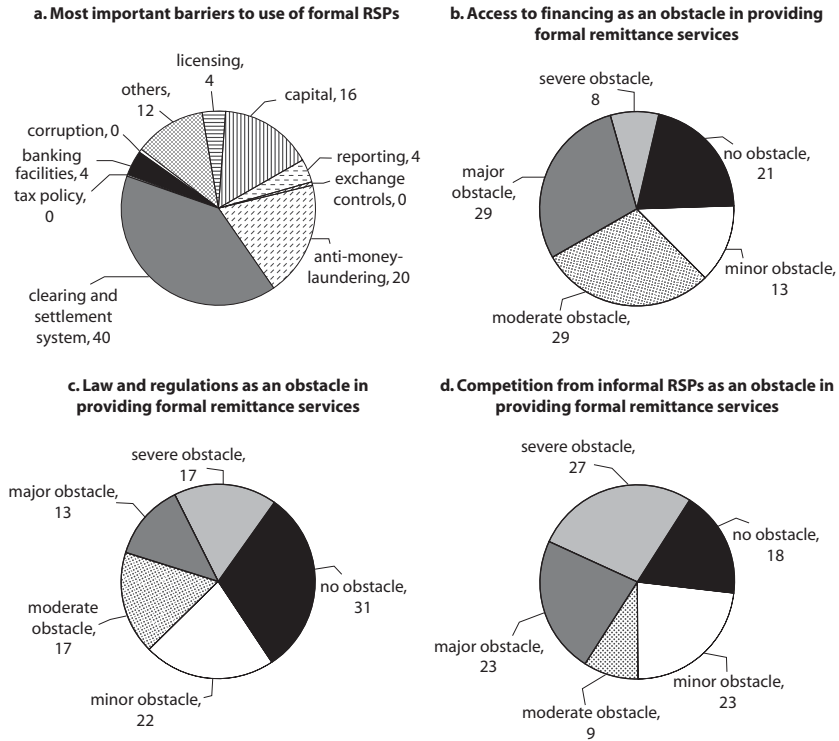 a. Most important barriers to use of formal RSPs
licensing,
4
capital, 16
others,
12
corruption, 0
banking
facilities, 4
tax policy,
0
reporting, 4
exchange
controls, 0
anti-money-
laundering, 20
clearing and
settlement
system, 40
b. Access to financing as an obstacle in providing
formal remittance services
severe obstacle,
8
no obstacle,
21
major
obstacle,
29
minor obstacle,
13
moderate obstacle,
29
c. Law and regulations as an obstacle in
providing formal remittance services
severe obstacle,
17
major obstacle,
13
no obstacle,
31
moderate
obstacle,
17
minor obstacle,
22
d. Competition from informal RSPs as an obstacle in
providing formal remittance services
severe obstacle,
27
no obstacle,
18
major obstacle,
23
minor obstacle,
23
moderate obstacle,
9